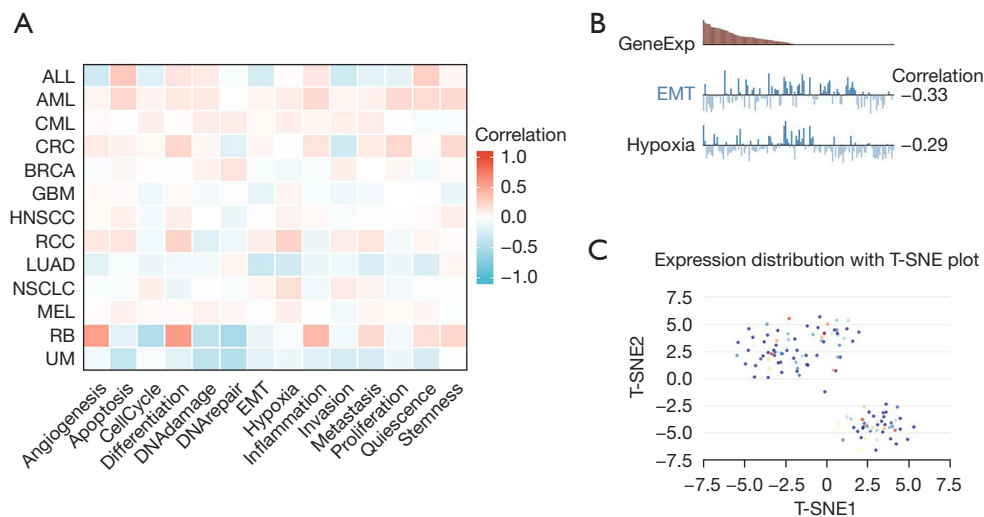 A
ALL
AML
CML
CRC
BRCA
GBM
HNSCC
RCC
LUAD
NSCLC
MEL
RB
UM
Angiogenesis
Apoptosis
CellCycle
Differentiation
DNAdamage
DNArepair
EMT
Hypoxia
Inflammation
Invasion
Metastasis
Proliferation
Quiescence
Stemness
Correlation
1.0
0.5
0.0
−0.5
−1.0
B
GeneExp
Correlation
EMT −0.33
Hypoxia −0.29
C
Expression distribution with T-SNE plot
T-SNE2
7.5
5.0
2.5
0.0
−2.5
−5.0
−7.5
−7.5 −5.0 −2.5 0 2.5 5.0 7.5
T-SNE1